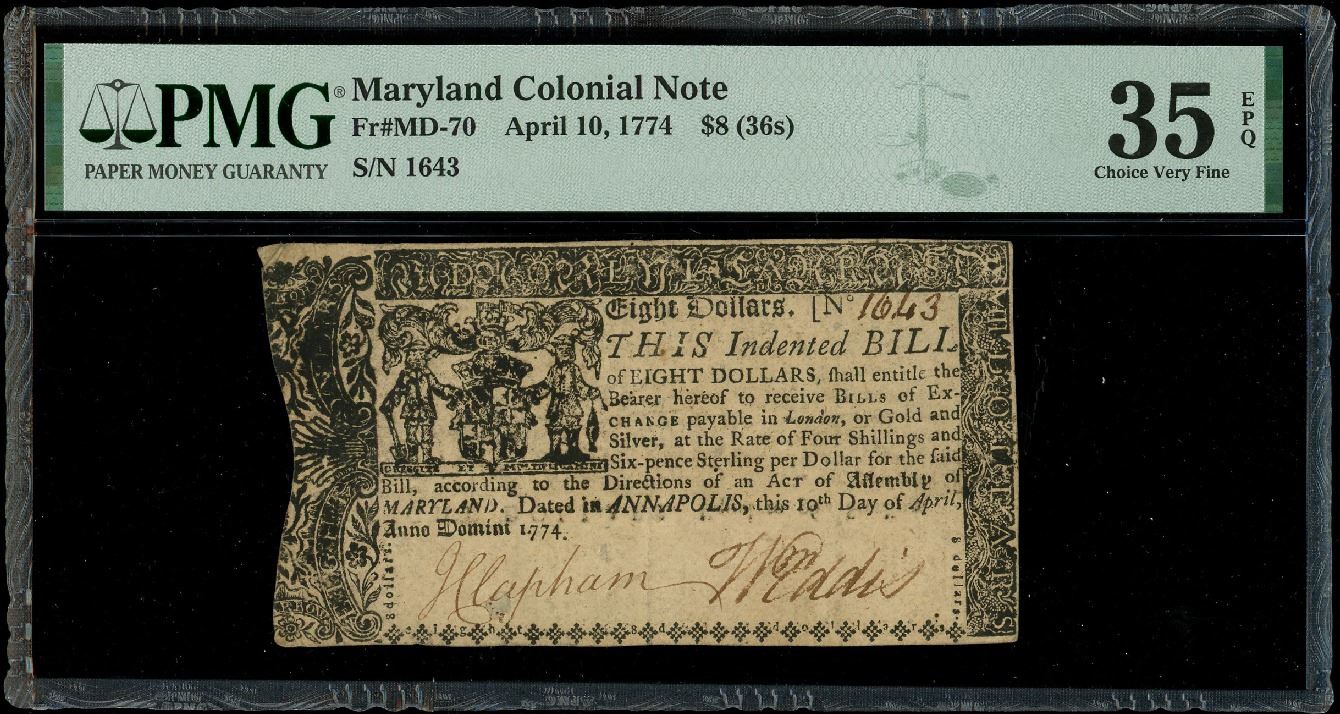 PMG® Maryland Colonial Note
Fr#MD-70 April 10, 1774 $8 (36s)
PAPER MONEY GUARANTY S/N 1643
35 EPQ
Choice Very Fine
Eight Dollars. [N° 1643
THIS Indented BILL
of EIGHT DOLLARS, ſhall entitle the
Bearer hereof to receive BILLS of Ex-
CHANGE payable in London, or Gold and
Silver, at the Rate of Four Shillings and
Six-pence Sterling per Dollar for the ſaid
Bill, according to the Directions of an ACT of Aſſembly of
MARYLAND. Dated in ANNAPOLIS, this 10th Day of April,
Anno Domini 1774.
JClapham Wm Eddis
8 dollars.
8 dollars.